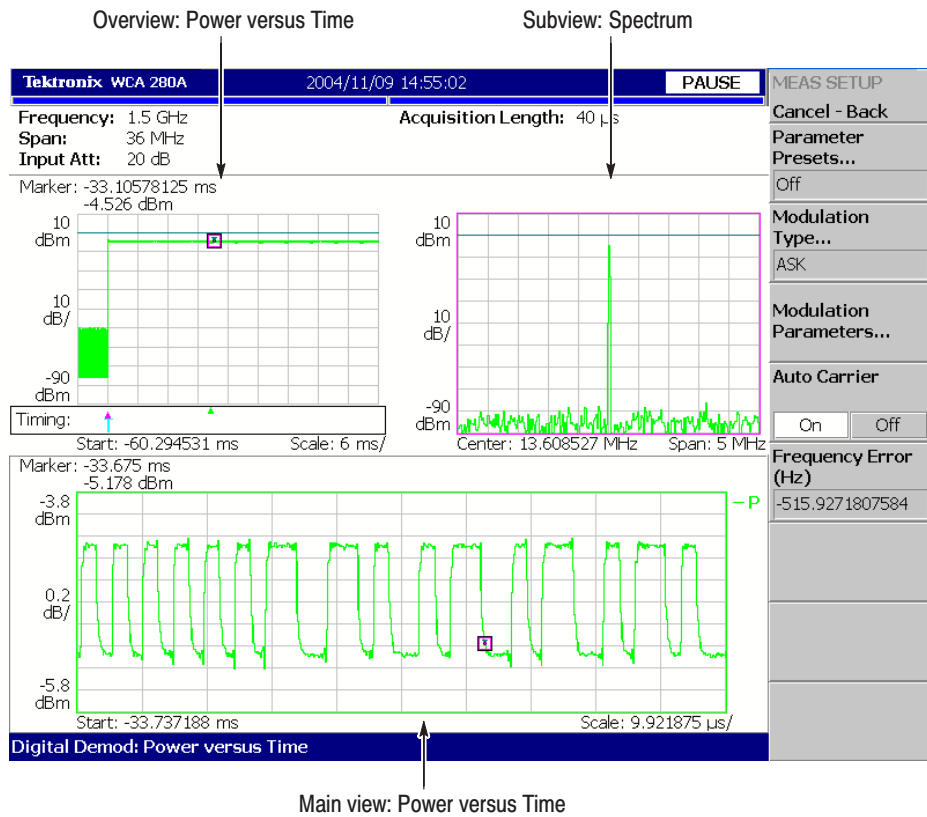 Overview: Power versus Time
Subview: Spectrum
Tektronix WCA 280A 2004/11/09 14:55:02 PAUSE
Frequency: 1.5 GHz Acquisition Length: 40 µs
Span: 36 MHz
Input Att: 20 dB
Marker: -33.10578125 ms
-4.526 dBm
10
dBm
10
dB/
-90
dBm
Timing:
Start: -60.294531 ms Scale: 6 ms/
10
dBm
10
dB/
-90
dBm
Center: 13.608527 MHz Span: 5 MHz
Marker: -33.675 ms
-5.178 dBm
-3.8
dBm
0.2
dB/
-5.8
dBm
P
Start: -33.737188 ms Scale: 9.921875 µs/
Digital Demod: Power versus Time
MEAS SETUP
Cancel - Back
Parameter
Presets...
Off
Modulation
Type...
ASK
Modulation
Parameters...
Auto Carrier
On Off
Frequency Error
(Hz)
-515.9271807584
Main view: Power versus Time